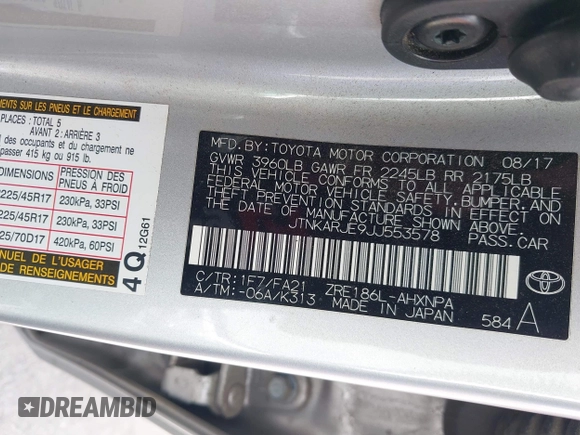 MENTS SUR LES PNEUS ET LE CHARGEMENT
PLACES : TOTAL 5
AVANT 2 : ARRIÈRE 3
des occupants et du chargement ne
passer 415 kg ou 915 lb.
DIMENSIONS
PRESSION
DES PNEUS
À FROID
225/45R17
230kPa, 33PSI
225/45R17
230kPa, 33PSI
25/70D17
420kPa, 60PSI
NUEL DE L'USAGER
DE RENSEIGNEMENTS
4Q
12G61
MFD.BY:TOYOTA MOTOR CORPORATION 08/17
GVWR 3960LB GAWR FR 2245LB RR 2175LB
THIS VEHICLE CONFORMS TO ALL APPLICABLE
FEDERAL MOTOR VEHICLE SAFETY,BUMPER,AND
THEFT PREVENTION STANDARDS IN EFFECT ON
THE DATE OF MANUFACTURE SHOWN ABOVE.
JTNKARJE9JJ553578 PASS.CAR
C/TR:1F7/FA21 ZRE186L-AHXNPA
A/TM:-06A/K313 MADE IN JAPAN
584 A
TOYOTA
DREAMBID